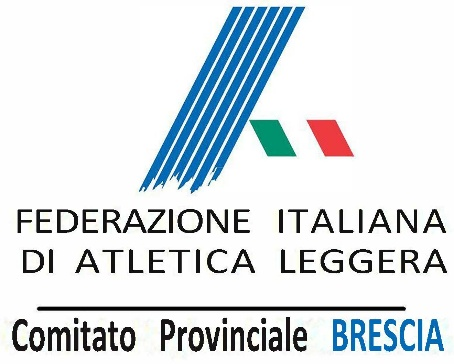 FEDERAZIONE ITALIANA
DI ATLETICA LEGGERA
Comitato Provinciale BRESCIA